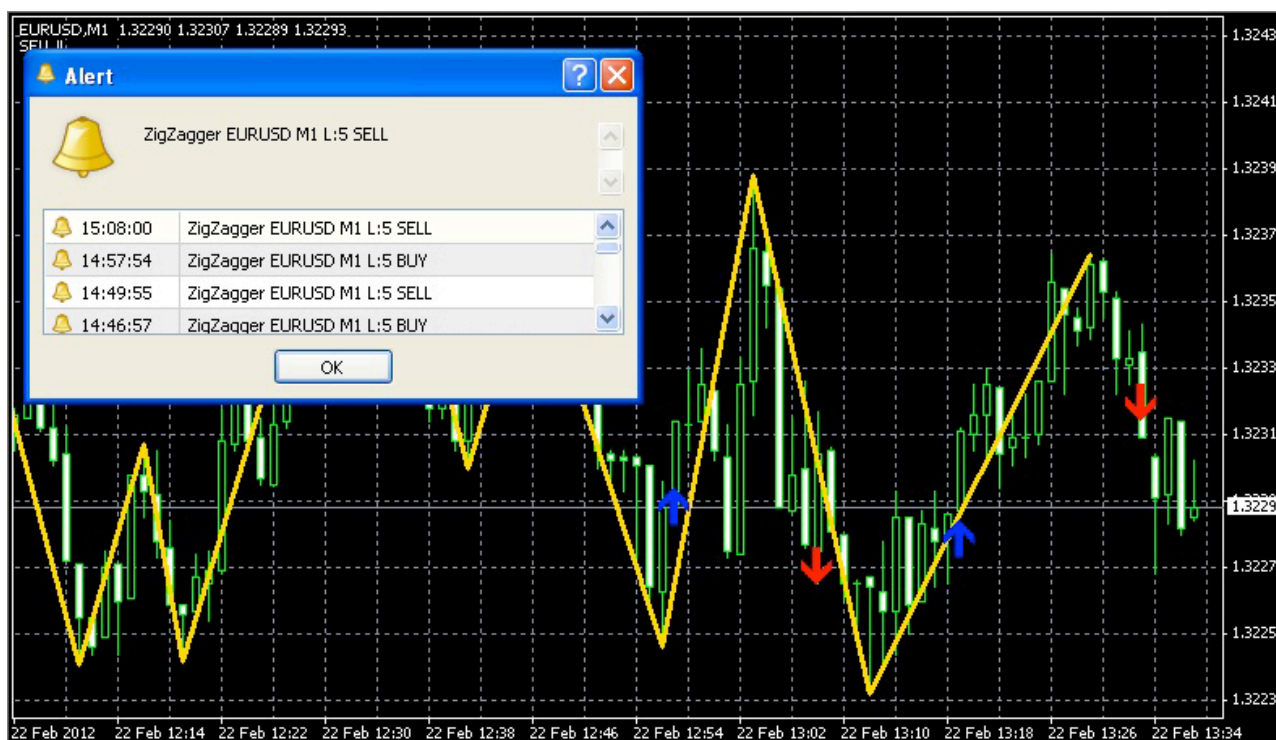 EURUSD,M1 1.32290 1.32307 1.32289 1.32293
Alert
ZigZagger EURUSD M1 L:5 SELL
15:08:00 ZigZagger EURUSD M1 L:5 SELL
14:57:54 ZigZagger EURUSD M1 L:5 BUY
14:49:55 ZigZagger EURUSD M1 L:5 SELL
14:46:57 ZigZagger EURUSD M1 L:5 BUY
OK
1.3243
1.3241
1.3239
1.3237
1.3235
1.3233
1.3231
1.3229
1.3227
1.3225
1.3223
22 Feb 2012 22 Feb 12:14 22 Feb 12:22 22 Feb 12:30 22 Feb 12:38 22 Feb 12:46 22 Feb 12:54 22 Feb 13:02 22 Feb 13:10 22 Feb 13:18 22 Feb 13:26 22 Feb 13:34